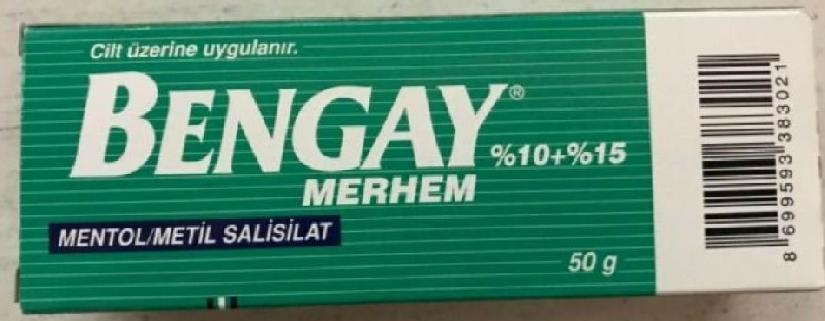 Cilt üzerine uygulanır.
BENGAY®
%10+%15
MERHEM
MENTOL/METİL SALİSİLAT
50 g
8 699593 383021